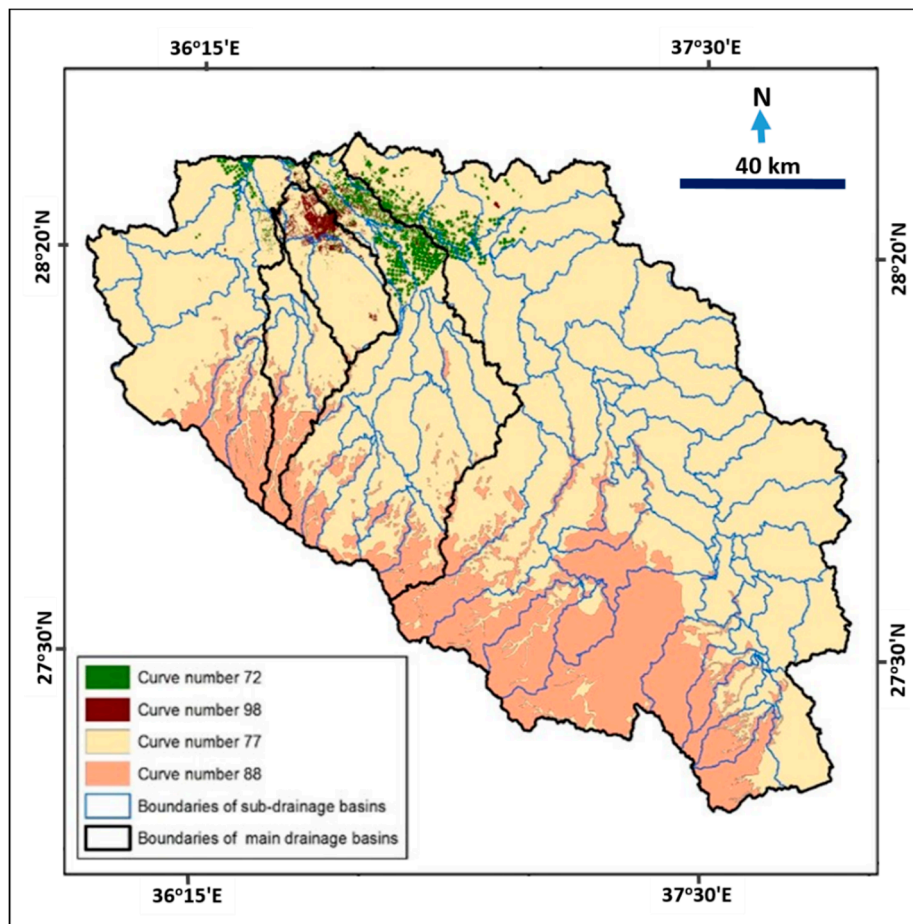 36°15'E 37°30'E
N
40 km
28°20'N 28°20'N
27°30'N 27°30'N
Curve number 72
Curve number 98
Curve number 77
Curve number 88
Boundaries of sub-drainage basins
Boundaries of main drainage basins
36°15'E 37°30'E